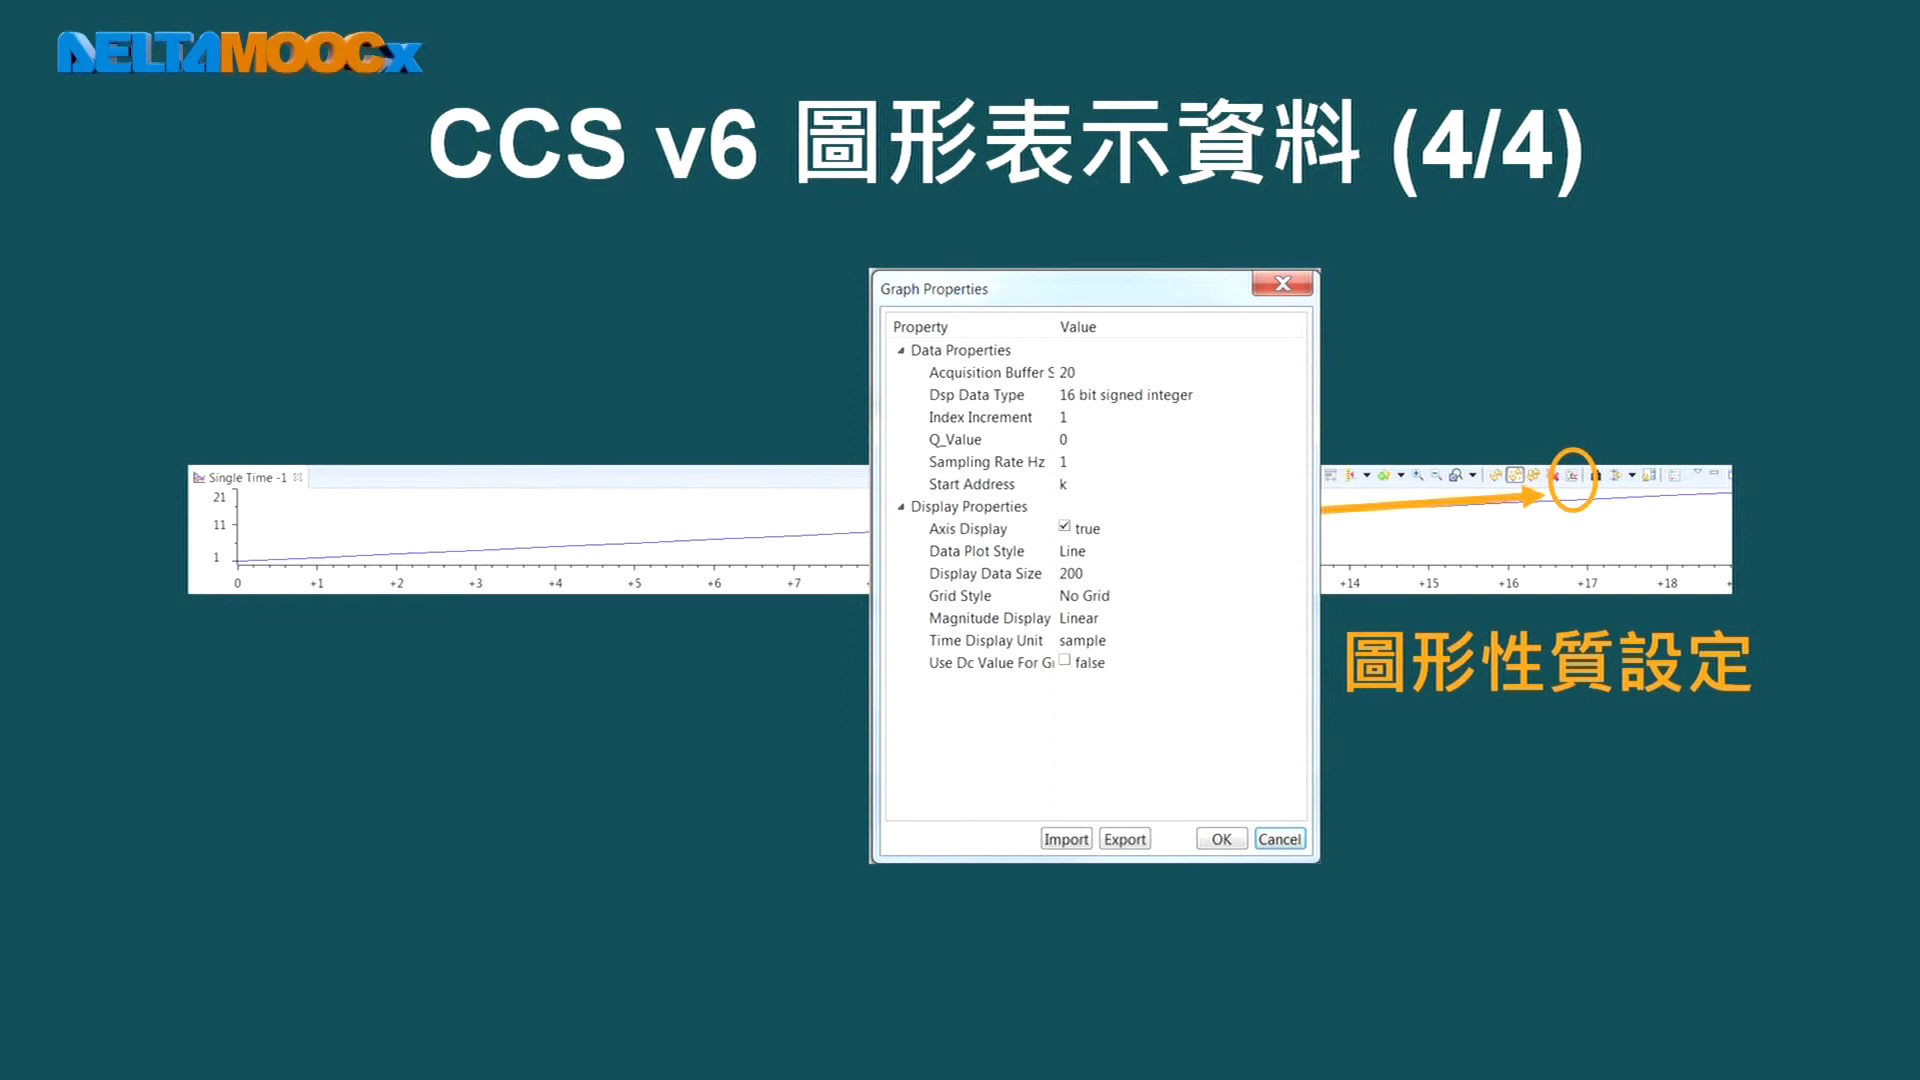 DELTAMOOCx
CCS v6 圖形表示資料 (4/4)
Graph Properties
Property Value
Data Properties
Acquisition Buffer S 20
Dsp Data Type 16 bit signed integer
Index Increment 1
Q_Value 0
Sampling Rate Hz 1
Start Address k
Display Properties
Axis Display true
Data Plot Style Line
Display Data Size 200
Grid Style No Grid
Magnitude Display Linear
Time Display Unit sample
Use Dc Value For G false
Import Export OK Cancel
Single Time -1
21
11
1
0 +1 +2 +3 +4 +5 +6 +7 +14 +15 +16 +17 +18
圖形性質設定